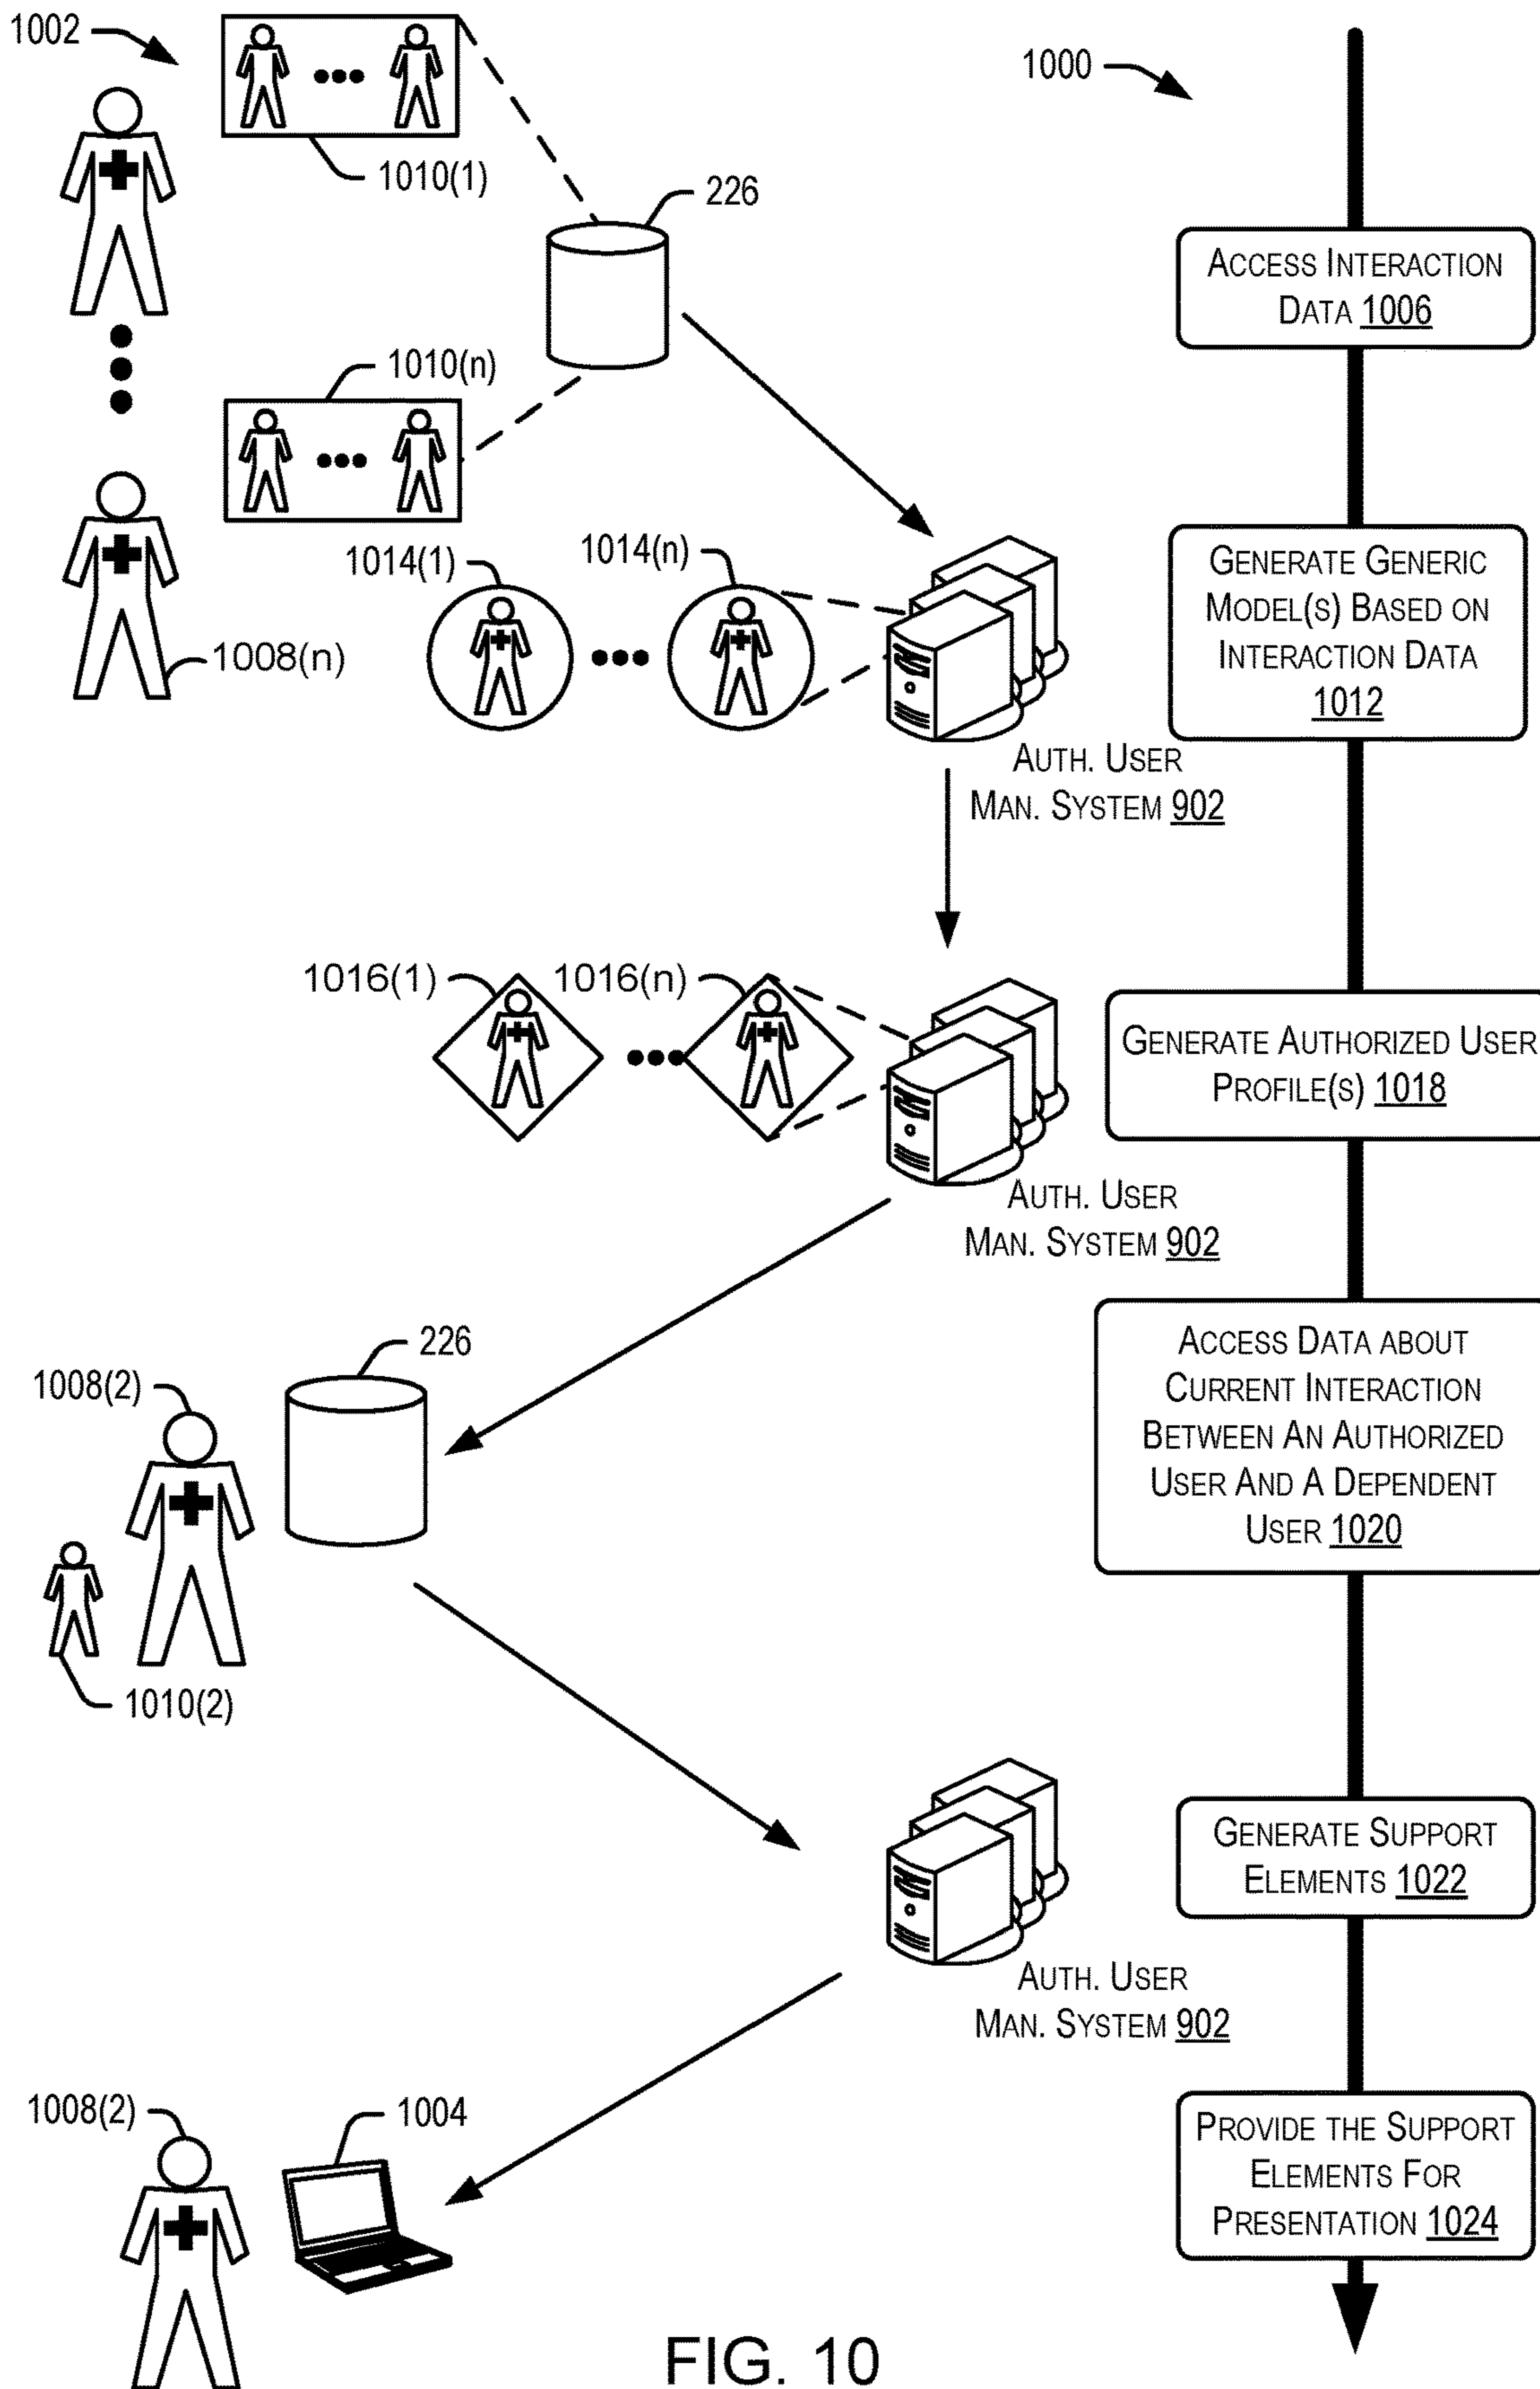 1002
1000
1010(1)
226
ACCESS INTERACTION
DATA 1006
1010(n)
1014(1)
1014(n)
1008(n)
GENERATE GENERIC
MODEL(S) BASED ON
INTERACTION DATA
1012
AUTH. USER
MAN. SYSTEM 902
1016(1)
1016(n)
GENERATE AUTHORIZED USER
PROFILE(S) 1018
AUTH. USER
MAN. SYSTEM 902
226
1008(2)
1010(2)
ACCESS DATA ABOUT
CURRENT INTERACTION
BETWEEN AN AUTHORIZED
USER AND A DEPENDENT
USER 1020
GENERATE SUPPORT
ELEMENTS 1022
AUTH. USER
MAN. SYSTEM 902
1008(2)
1004
PROVIDE THE SUPPORT
ELEMENTS FOR
PRESENTATION 1024
FIG. 10